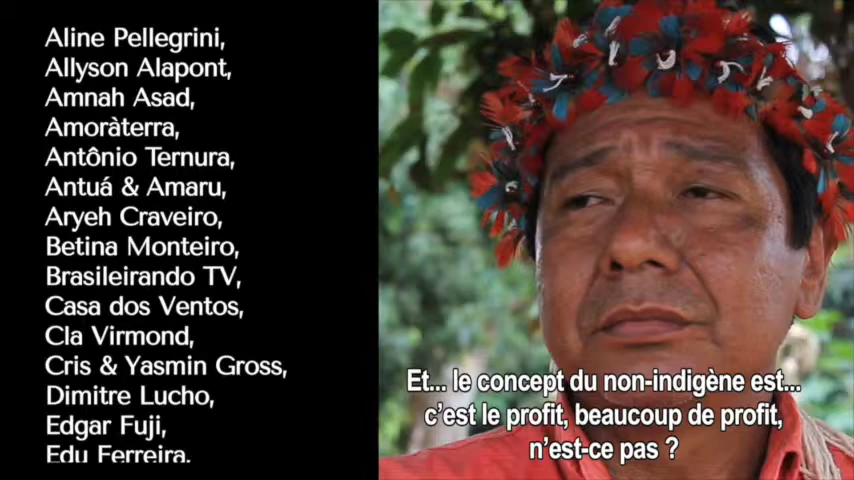 Aline Pellegrini,
Allyson Alapont,
Amnah Asad,
Amoràterra,
Antônio Ternura,
Antuá & Amaru,
Aryeh Craveiro,
Betina Monteiro,
Brasileirando TV,
Casa dos Ventos,
Cla Virmond,
Cris & Yasmin Gross,
Dimitre Lucho,
Edgar Fuji,
Edu Ferreira.
Et... le concept du non-indigène est...
c'est le profit, beaucoup de profit,
n'est-ce pas ?